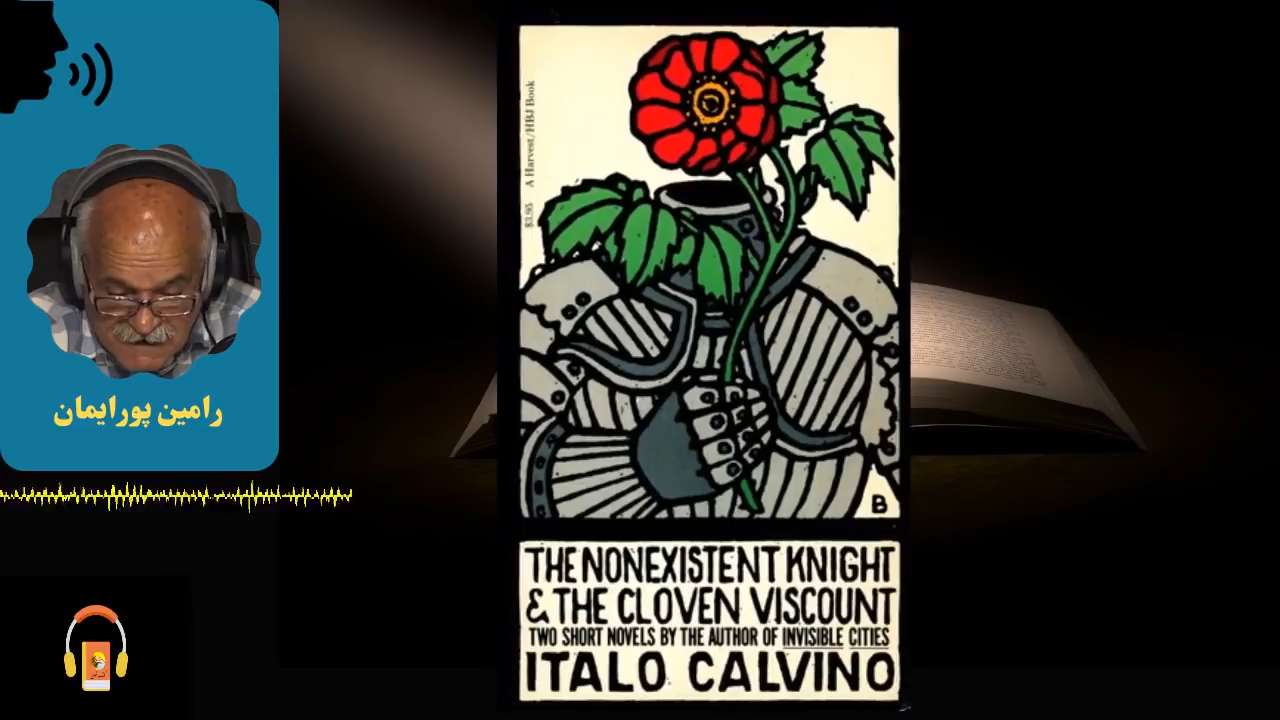 رامین پورایمان
$3.95 A Harvest/HBJ Book
B
THE NONEXISTENT KNIGHT
& THE CLOVEN VISCOUNT
TWO SHORT NOVELS BY THE AUTHOR OF INVISIBLE CITIES
ITALO CALVINO